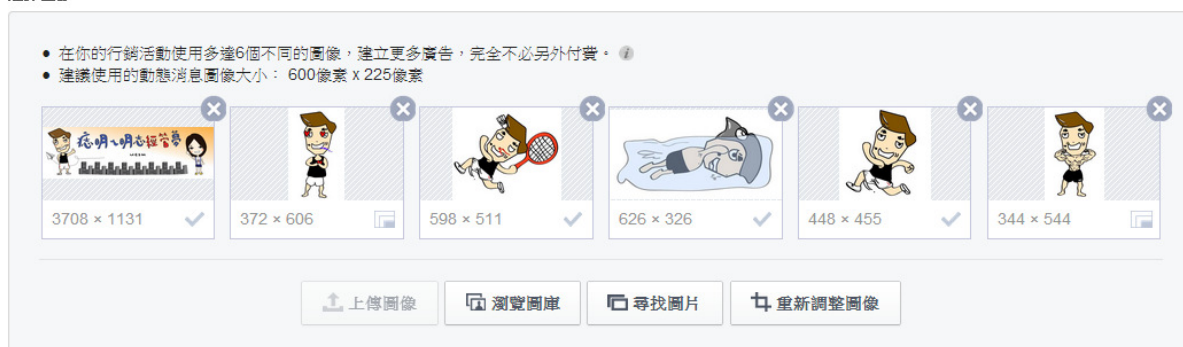 在你的行銷活動使用多達6個不同的圖像，建立更多廣告，完全不必另外付費。
建議使用的動態消息圖像大小： 600像素 x 225像素
3708 × 1131
372 × 606
598 × 511
626 × 326
448 × 455
344 × 544
上傳圖像
瀏覽圖庫
尋找圖片
重新調整圖像